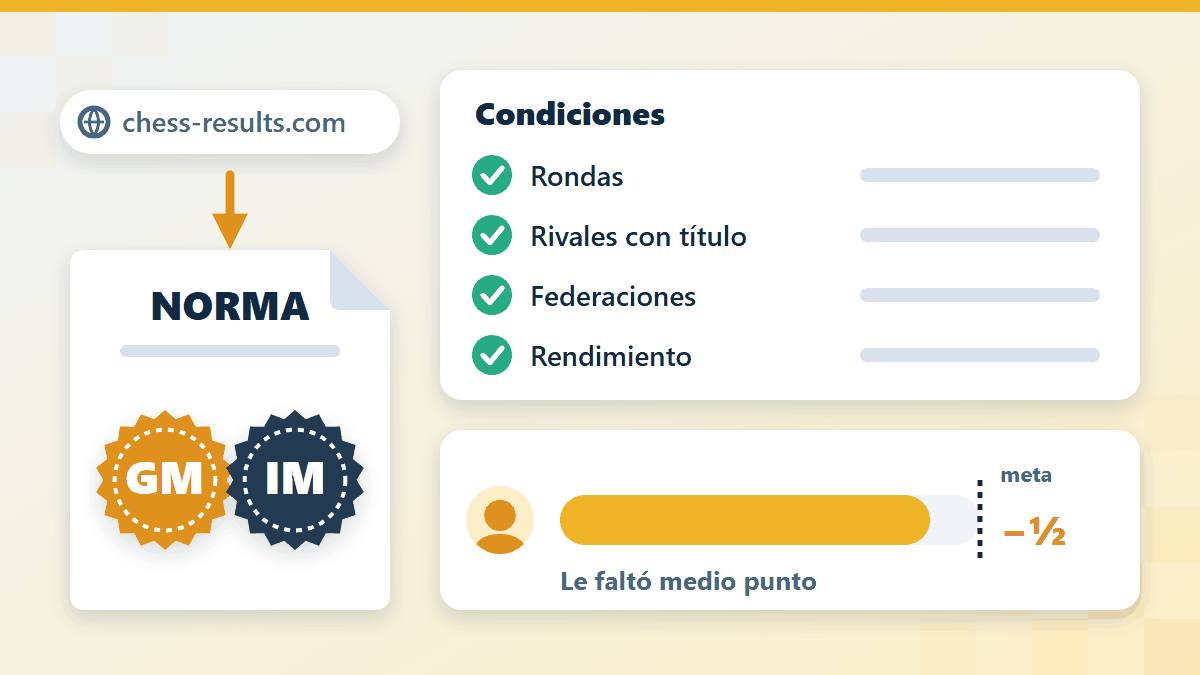 chess-results.com
NORMA
GM IM
Condiciones
Rondas
Rivales con título
Federaciones
Rendimiento
meta
–½
Le faltó medio punto